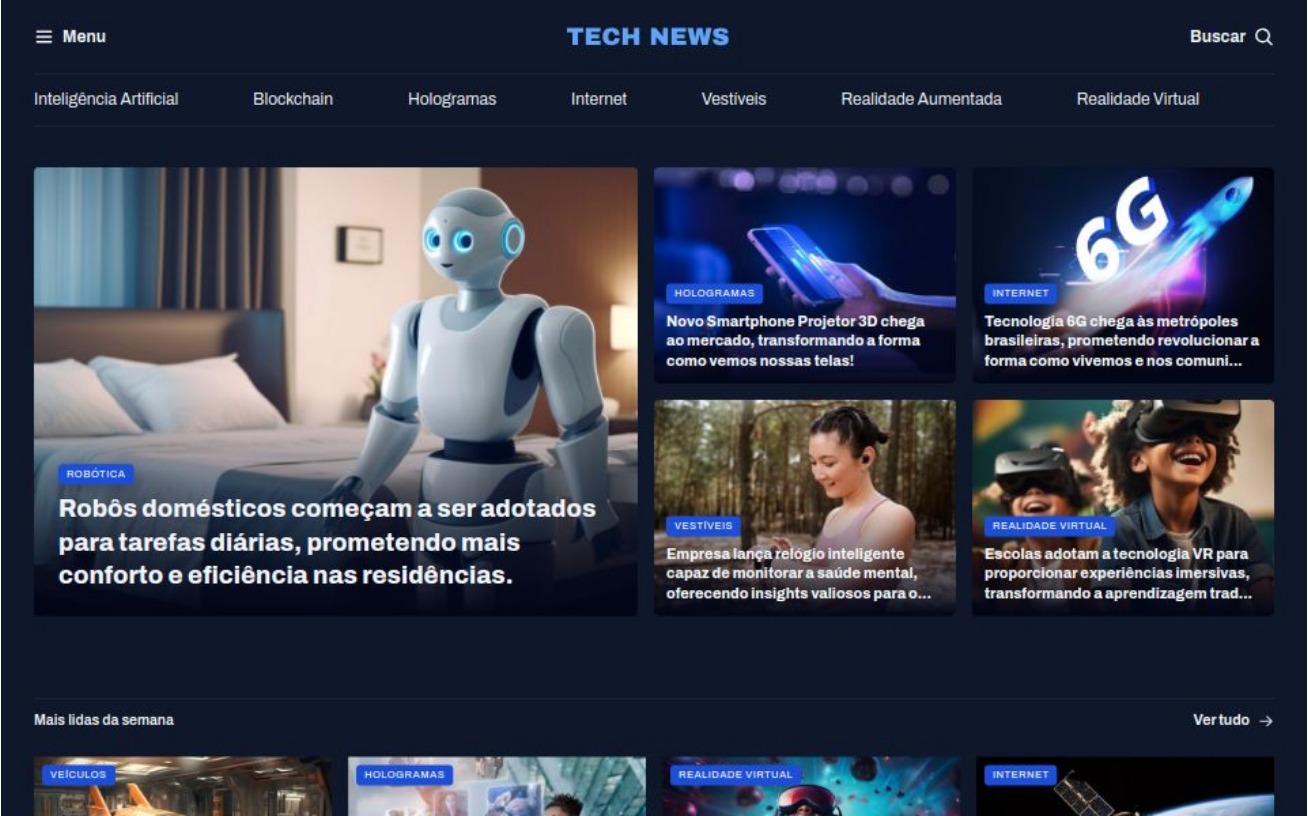 Menu
TECH NEWS
Buscar
Inteligência Artificial
Blockchain
Hologramas
Internet
Vestíveis
Realidade Aumentada
Realidade Virtual
ROBÓTICA
Robôs domésticos começam a ser adotados
para tarefas diárias, prometendo mais
conforto e eficiência nas residências.
HOLOGRAMAS
Novo Smartphone Projetor 3D chega
ao mercado, transformando a forma
como vemos nossas telas!
6G
INTERNET
Tecnologia 6G chega às metrópoles
brasileiras, prometendo revolucionar a
forma como vivemos e nos comuni...
VESTÍVEIS
Empresa lança relógio inteligente
capaz de monitorar a saúde mental,
oferecendo insights valiosos para o...
REALIDADE VIRTUAL
Escolas adotam a tecnologia VR para
proporcionar experiências imersivas,
transformando a aprendizagem trad...
Mais lidas da semana
Ver tudo →
VEÍCULOS
HOLOGRAMAS
REALIDADE VIRTUAL
INTERNET